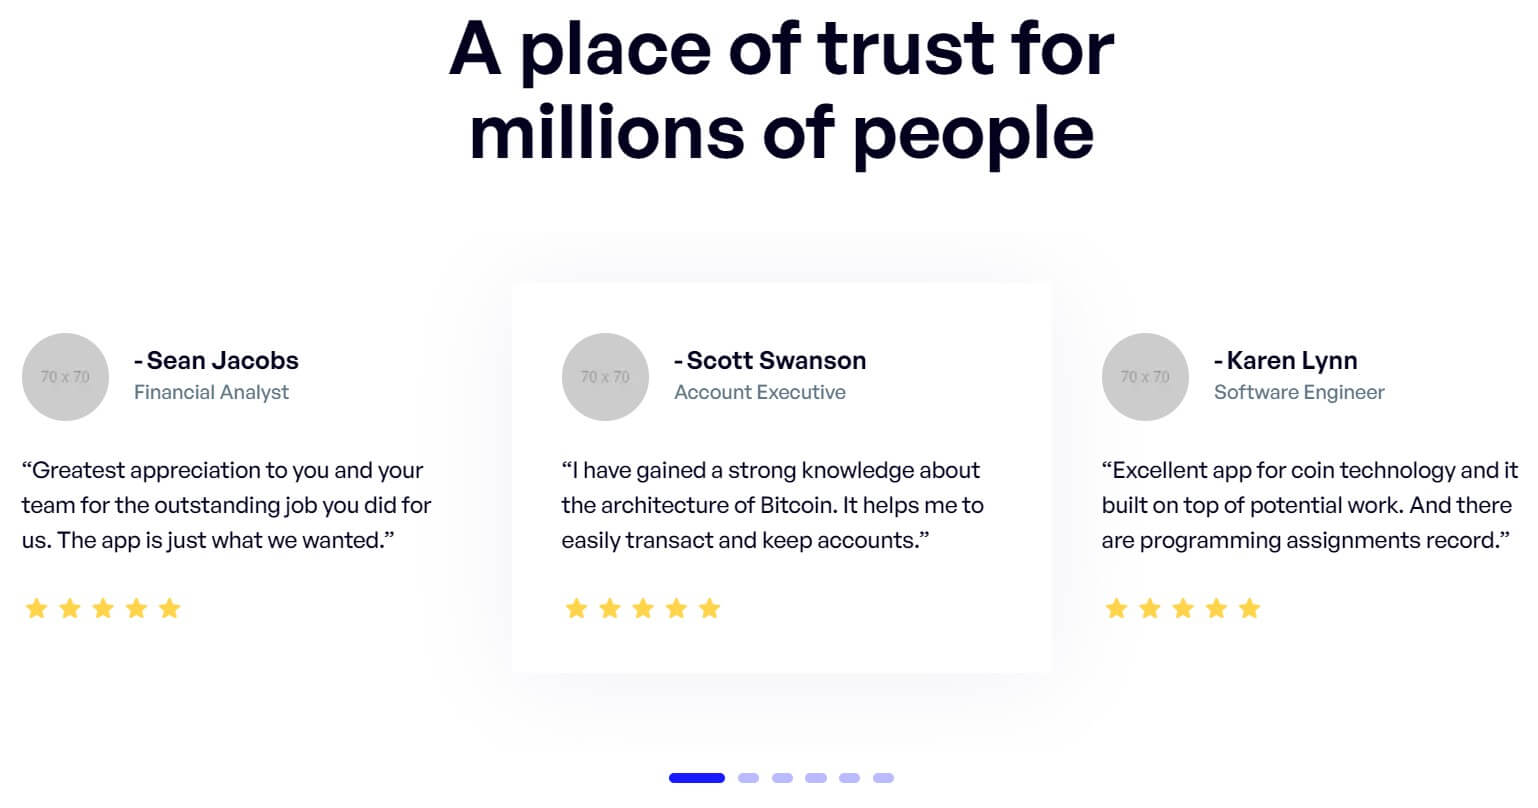 A place of trust for
millions of people
70 x 70
- Sean Jacobs
Financial Analyst
“Greatest appreciation to you and your
team for the outstanding job you did for
us. The app is just what we wanted.”
70 x 70
- Scott Swanson
Account Executive
“I have gained a strong knowledge about
the architecture of Bitcoin. It helps me to
easily transact and keep accounts.”
70 x 70
- Karen Lynn
Software Engineer
“Excellent app for coin technology and it
built on top of potential work. And there
are programming assignments record.”